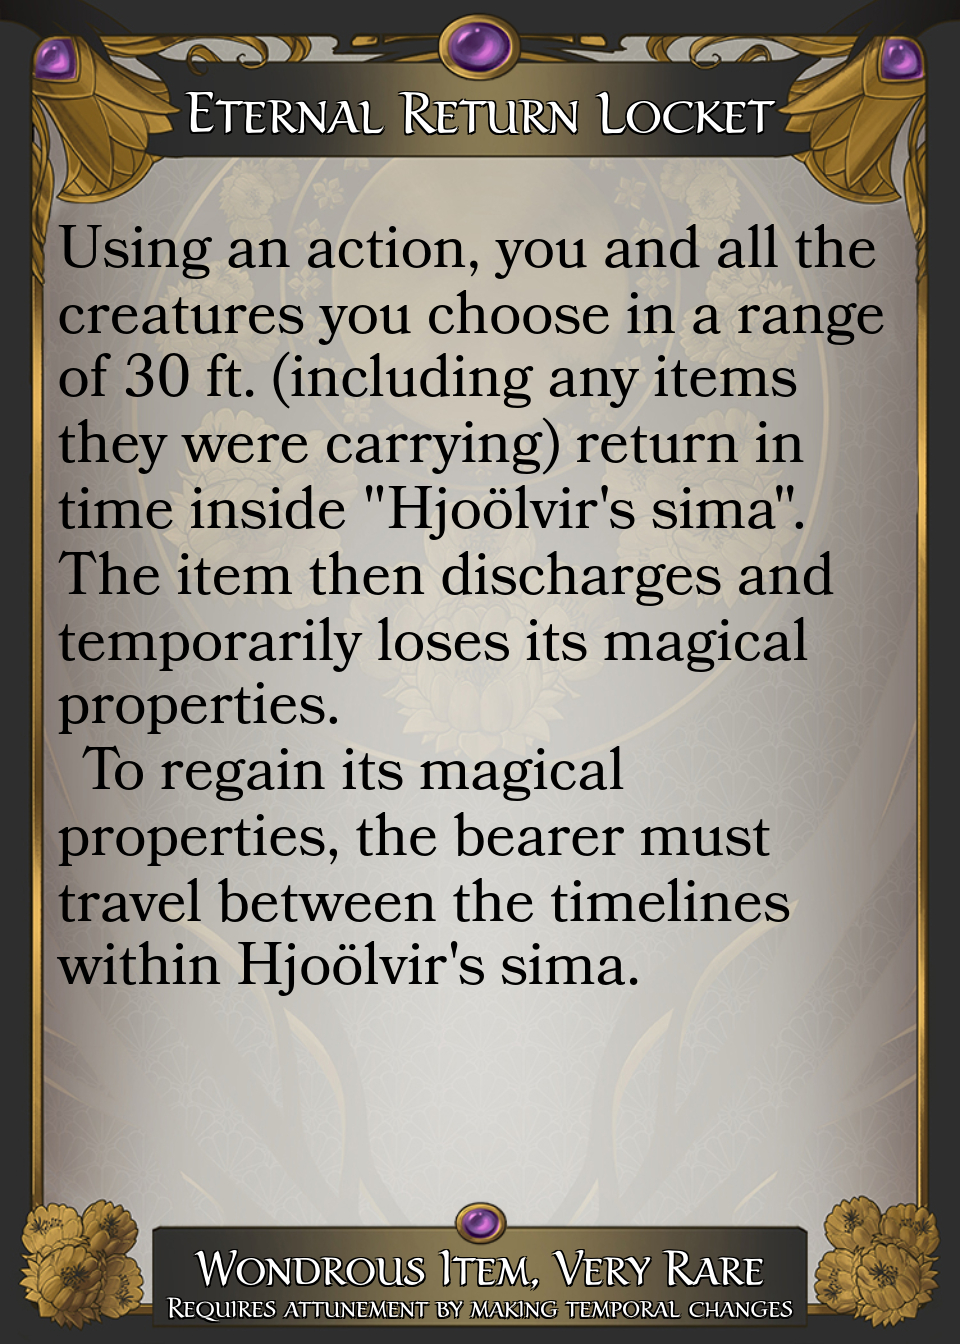 Eternal Return Locket
Using an action, you and all the
creatures you choose in a range
of 30 ft. (including any items
they were carrying) return in
time inside "Hjoölvir's sima".
The item then discharges and
temporarily loses its magical
properties.
To regain its magical
properties, the bearer must
travel between the timelines
within Hjoölvir's sima.
Wondrous Item, Very Rare
Requires attunement by making temporal changes